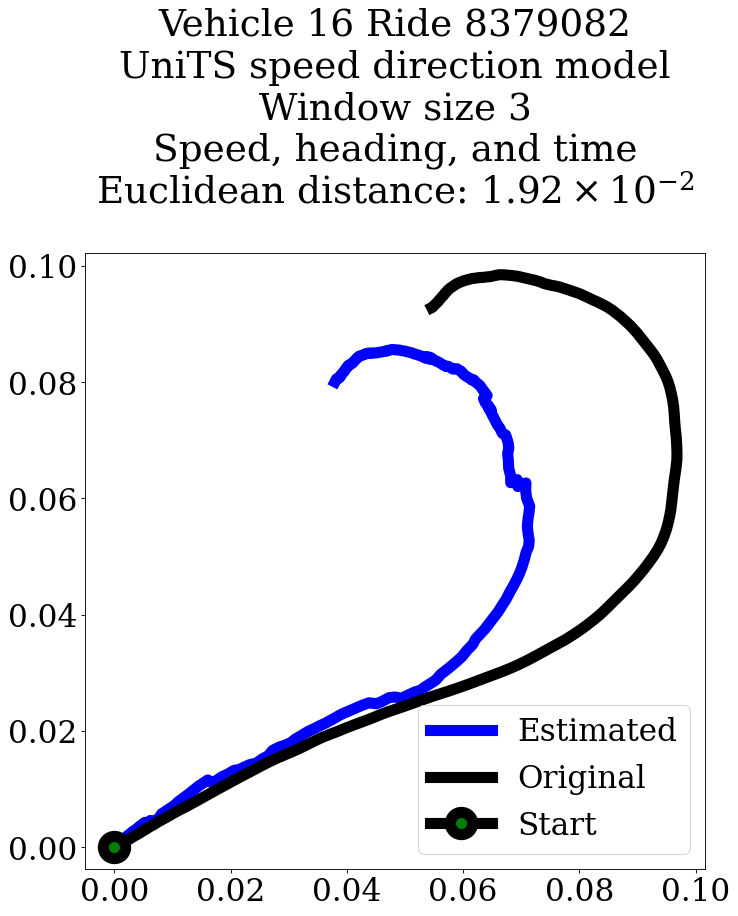 Vehicle 16 Ride 8379082
UniTS speed direction model
Window size 3
Speed, heading, and time
Euclidean distance: 1.92 × 10⁻²
0.10
0.08
0.06
0.04
0.02
0.00
Estimated
Original
Start
0.00 0.02 0.04 0.06 0.08 0.10